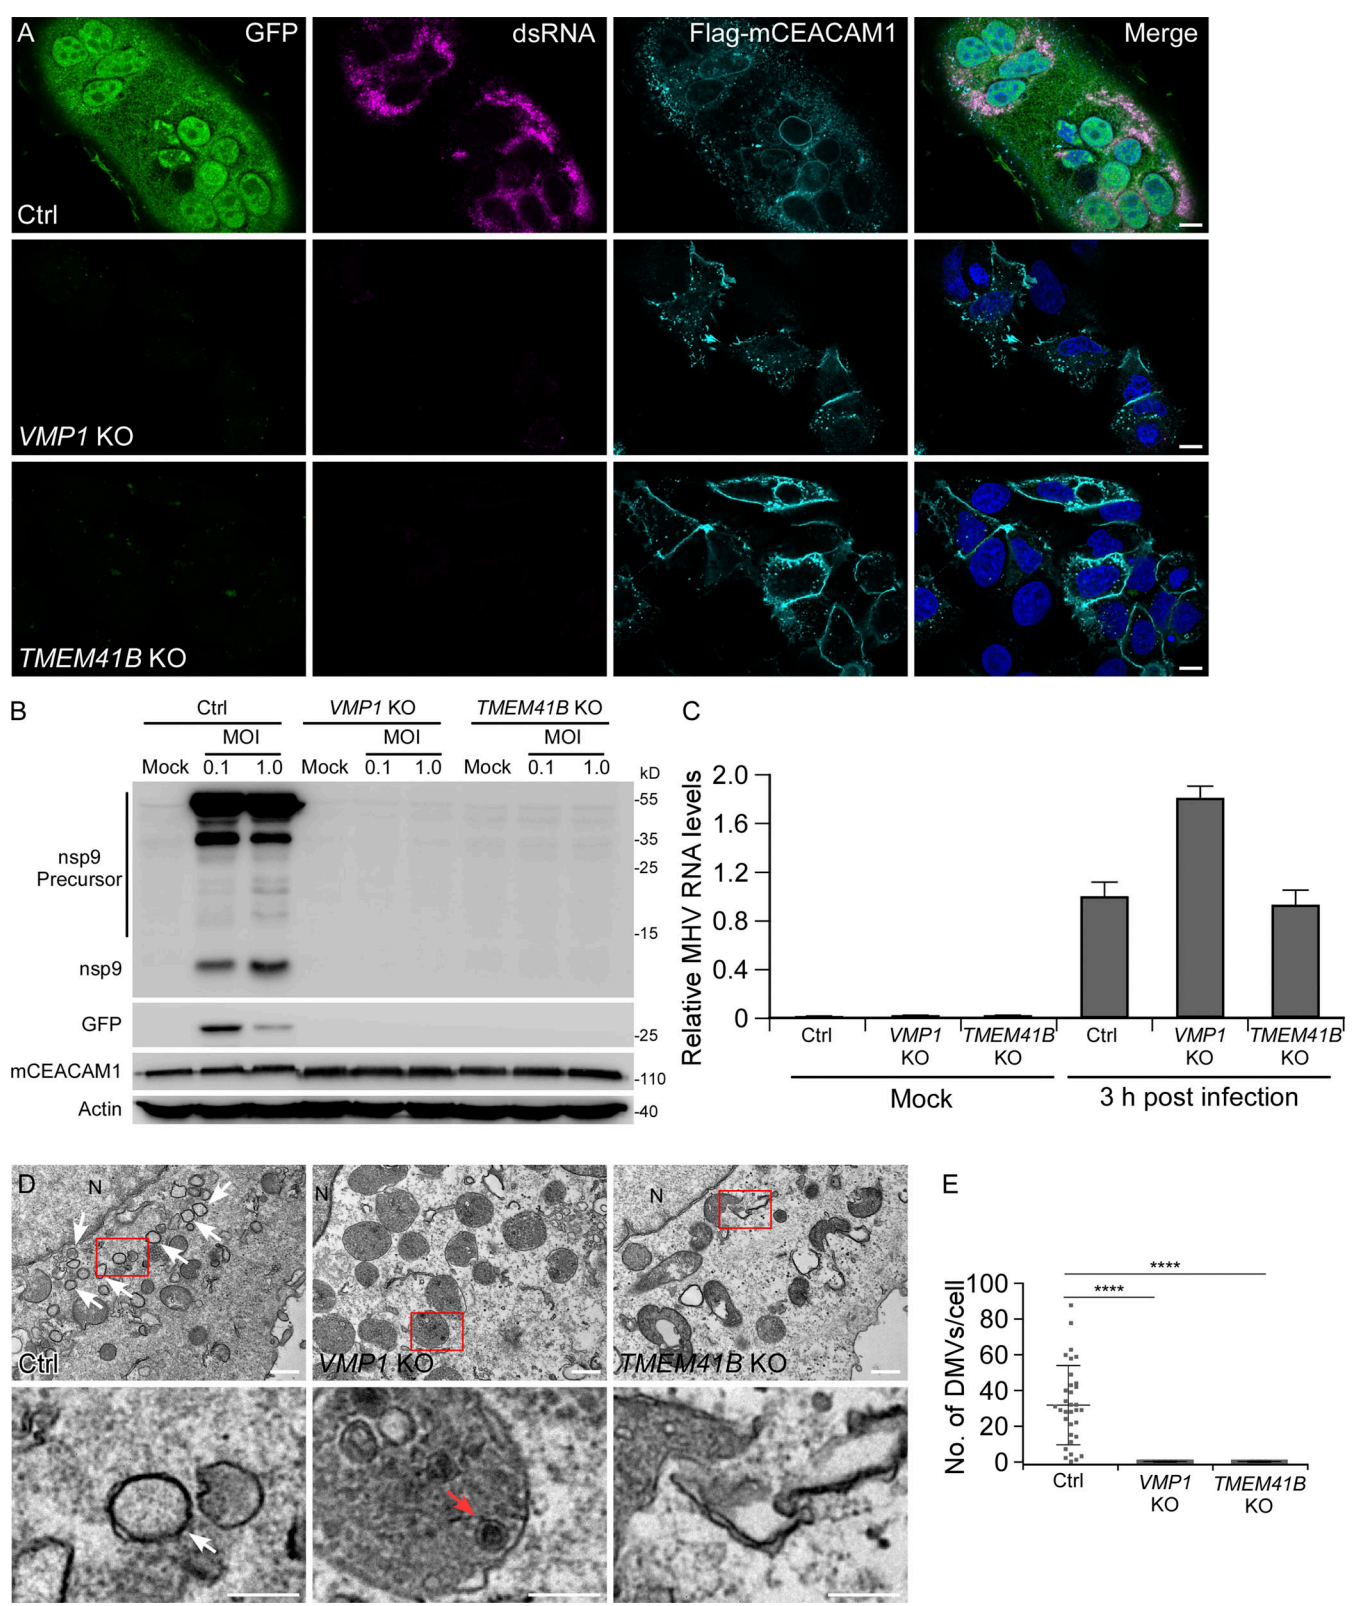 A GFP dsRNA Flag-mCEACAM1 Merge
Ctrl
VMP1 KO
TMEM41B KO
B
Ctrl VMP1 KO TMEM41B KO
MOI MOI MOI
Mock 0.1 1.0 Mock 0.1 1.0 Mock 0.1 1.0 kD
-55
-35
nsp9
Precursor
-25
-15
nsp9
GFP
-25
mCEACAM1
-110
Actin
-40
C
Relative MHV RNA levels
2.0
1.6
1.2
0.8
0.4
0
Ctrl VMP1 KO TMEM41B KO Ctrl VMP1 KO TMEM41B KO
Mock 3 h post infection
D N N N
Ctrl VMP1 KO TMEM41B KO
E
No. of DMVs/cell
****
****
100
80
60
40
20
0
Ctrl VMP1 KO TMEM41B KO